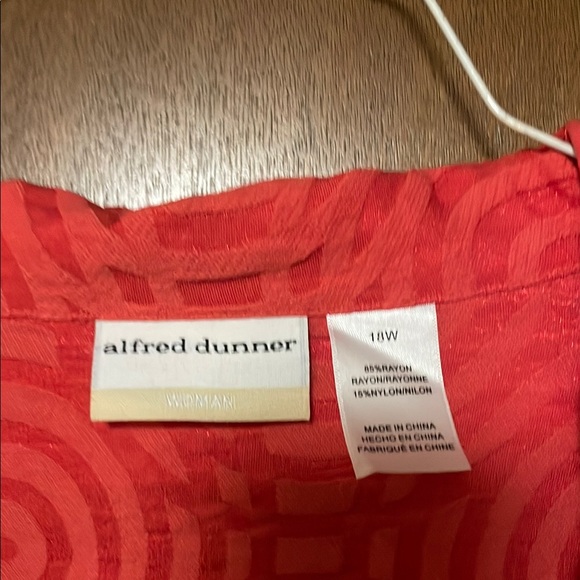 alfred dunner
WOMAN
18W
85%RAYON
RAYON/RAYONNE
15%NYLON/NILON
MADE IN CHINA
HECHO EN CHINA
FABRIQUÉ EN CHINE